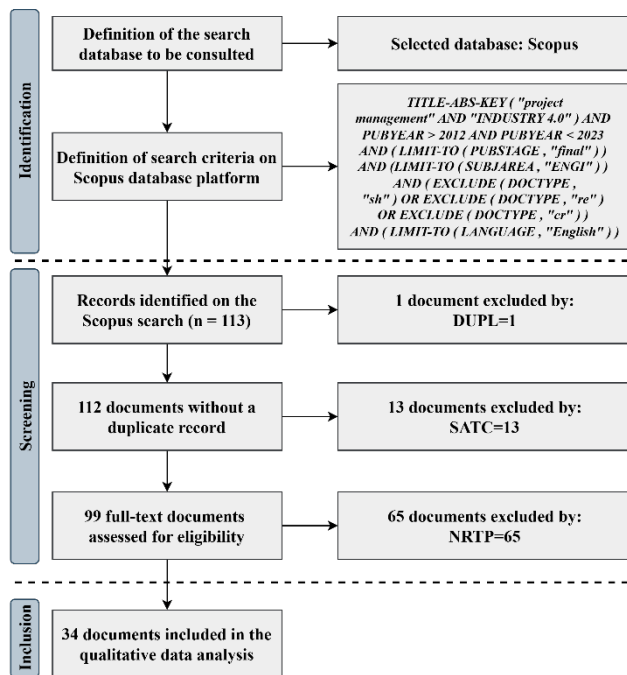 Identification
Definition of the search
database to be consulted
Selected database: Scopus
Definition of search criteria on
Scopus database platform
TITLE-ABS-KEY ( "project
management" AND "INDUSTRY 4.0" ) AND
PUBYEAR > 2012 AND PUBYEAR < 2023
AND ( LIMIT-TO ( PUBSTAGE , "final" ) )
AND (LIMIT-TO ( SUBJAREA , "ENGI" ) )
AND ( EXCLUDE ( DOCTYPE ,
"sh" ) OR EXCLUDE ( DOCTYPE , "re" )
OR EXCLUDE ( DOCTYPE , "cr" ) )
AND ( LIMIT-TO ( LANGUAGE , "English" ) )
Screening
Records identified on the
Scopus search (n = 113)
1 document excluded by:
DUPL=1
112 documents without a
duplicate record
13 documents excluded by:
SATC=13
99 full-text documents
assessed for eligibility
65 documents excluded by:
NRTP=65
Inclusion
34 documents included in the
qualitative data analysis